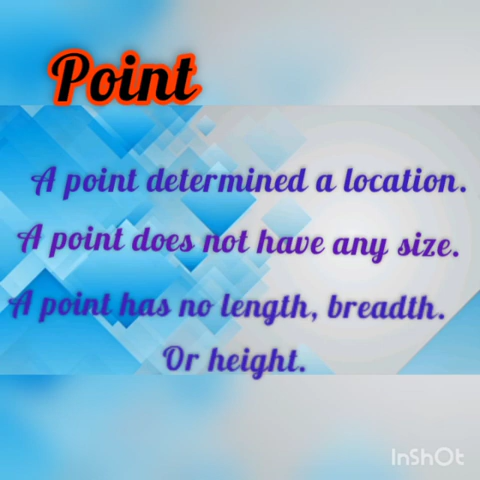 Point
A point determined a location.
A point does not have any size.
A point has no length, breadth.
Or height.
InShOt